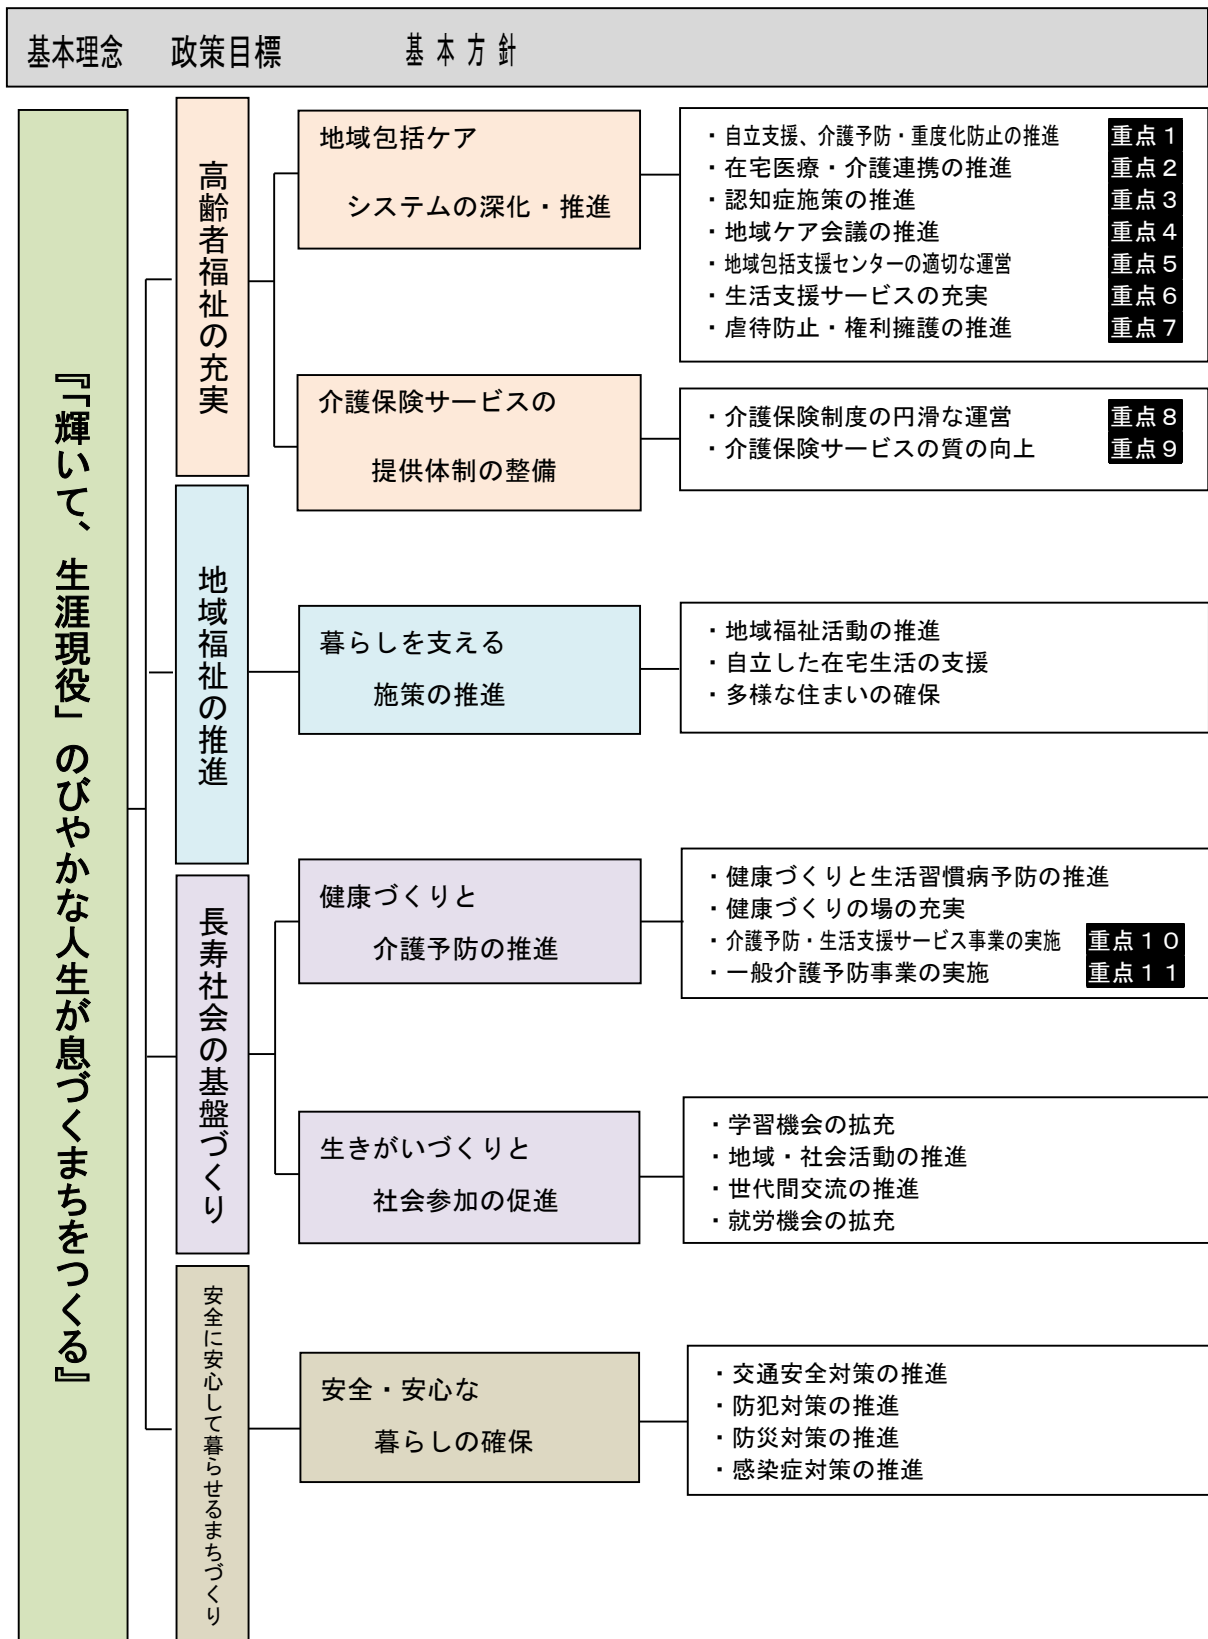 基本理念　政策目標　基本方針
『「輝いて、生涯現役」のびやかな人生が息づくまちをつくる』
高齢者福祉の充実
地域包括ケア
システムの深化・推進
・自立支援、介護予防・重度化防止の推進　重点１
・在宅医療・介護連携の推進　重点２
・認知症施策の推進　重点３
・地域ケア会議の推進　重点４
・地域包括支援センターの適切な運営　重点５
・生活支援サービスの充実　重点６
・虐待防止・権利擁護の推進　重点７
介護保険サービスの
提供体制の整備
・介護保険制度の円滑な運営　重点８
・介護保険サービスの質の向上　重点９
地域福祉の推進
暮らしを支える
施策の推進
・地域福祉活動の推進
・自立した在宅生活の支援
・多様な住まいの確保
長寿社会の基盤づくり
健康づくりと
介護予防の推進
・健康づくりと生活習慣病予防の推進
・健康づくりの場の充実
・介護予防・生活支援サービス事業の実施　重点１０
・一般介護予防事業の実施　重点１１
生きがいづくりと
社会参加の促進
・学習機会の拡充
・地域・社会活動の推進
・世代間交流の推進
・就労機会の拡充
安全に安心して暮らせるまちづくり
安全・安心な
暮らしの確保
・交通安全対策の推進
・防犯対策の推進
・防災対策の推進
・感染症対策の推進